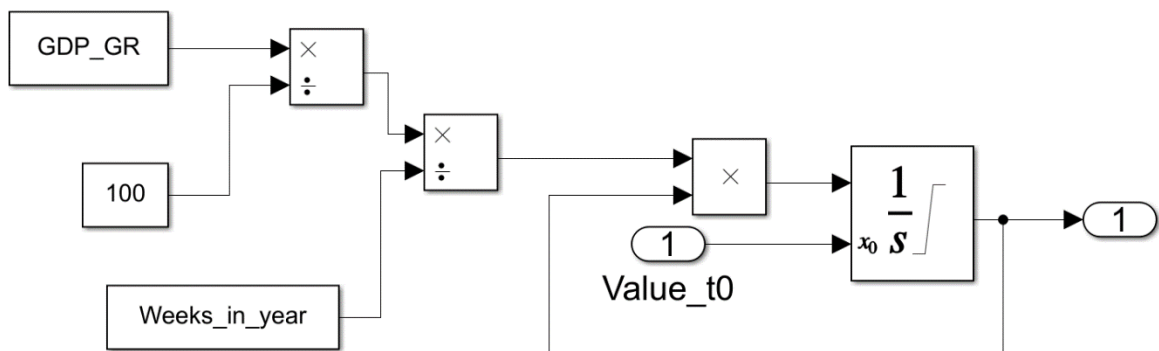 GDP_GR
×
÷
100
×
÷
Weeks_in_year
×
1
Value_t0
x₀
1
s
1